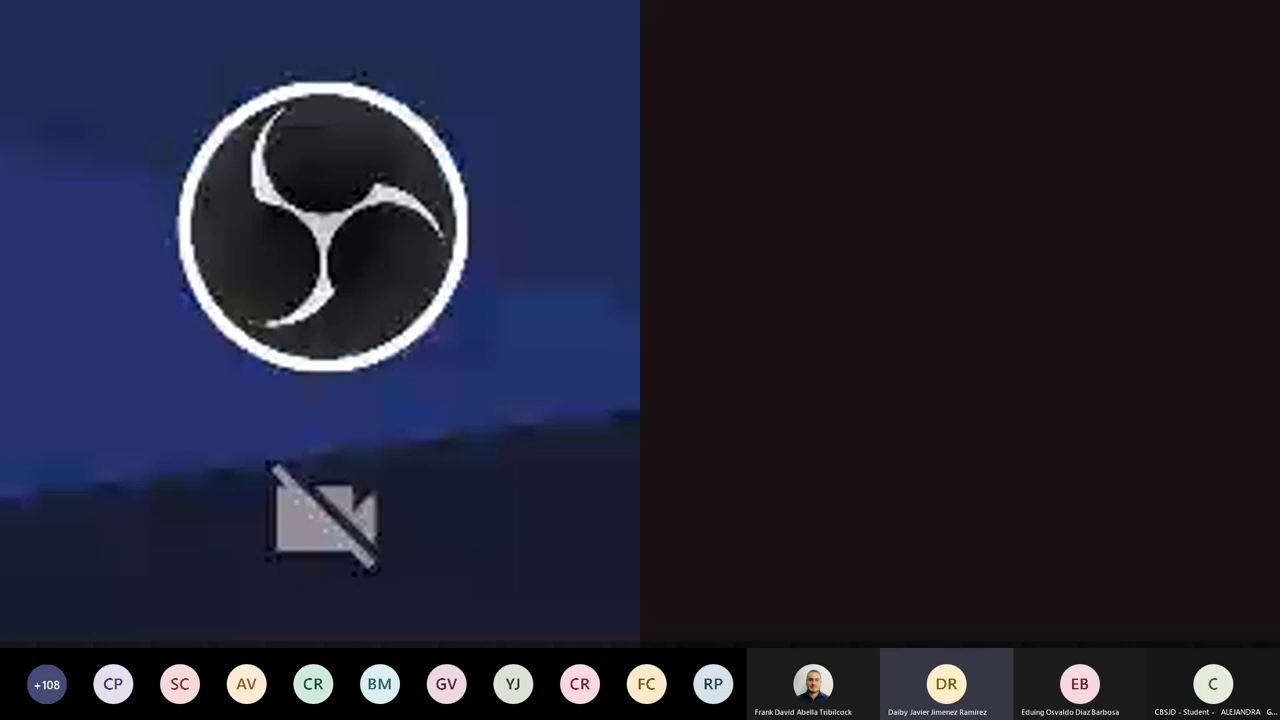 +108 CP SC AV CR BM GV YJ CR FC RP DR EB C
Frank David Abella Tribilcock Daiby Javier Jimenez Ramirez Eduing Osvaldo Diaz Barbosa CBSJD - Student - ALEJANDRA G...